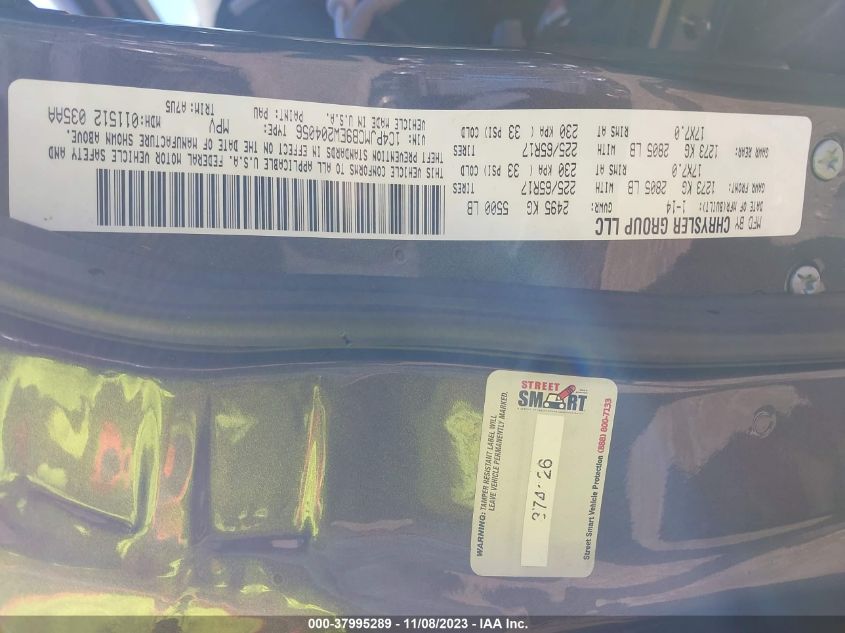 MFD BY CHRYSLER GROUP LLC
DATE OF MFR(BUILT): 1-14 GVWR: 2495 KG 5500 LB
GAWR FRONT: 1273 KG 2805 LB WITH 225/65R17 TIRES
17X7.0 RIMS AT 230 KPA( 33 PSI) COLD
GAWR REAR: 1273 KG 2805 LB WITH 225/65R17 TIRES
17X7.0 RIMS AT 230 KPA( 33 PSI) COLD
THIS VEHICLE CONFORMS TO ALL APPLICABLE U.S.A. FEDERAL MOTOR VEHICLE SAFETY AND
THEFT PREVENTION STANDARDS IN EFFECT ON THE DATE OF MANUFACTURE SHOWN ABOVE.
VIN: 1C4PJMCB9EW204056 TYPE: MPV MDH:011512 035AA
VEHICLE MADE IN U.S.A. PAINT: PAU TRIM: A7US
STREET
SMART
WARNING: TAMPER RESISTANT LABEL WILL
LEAVE VEHICLE PERMANENTLY MARKED.
Street Smart Vehicle Protection (888) 800-7133
000-37995289 - 11/08/2023 - IAA Inc.